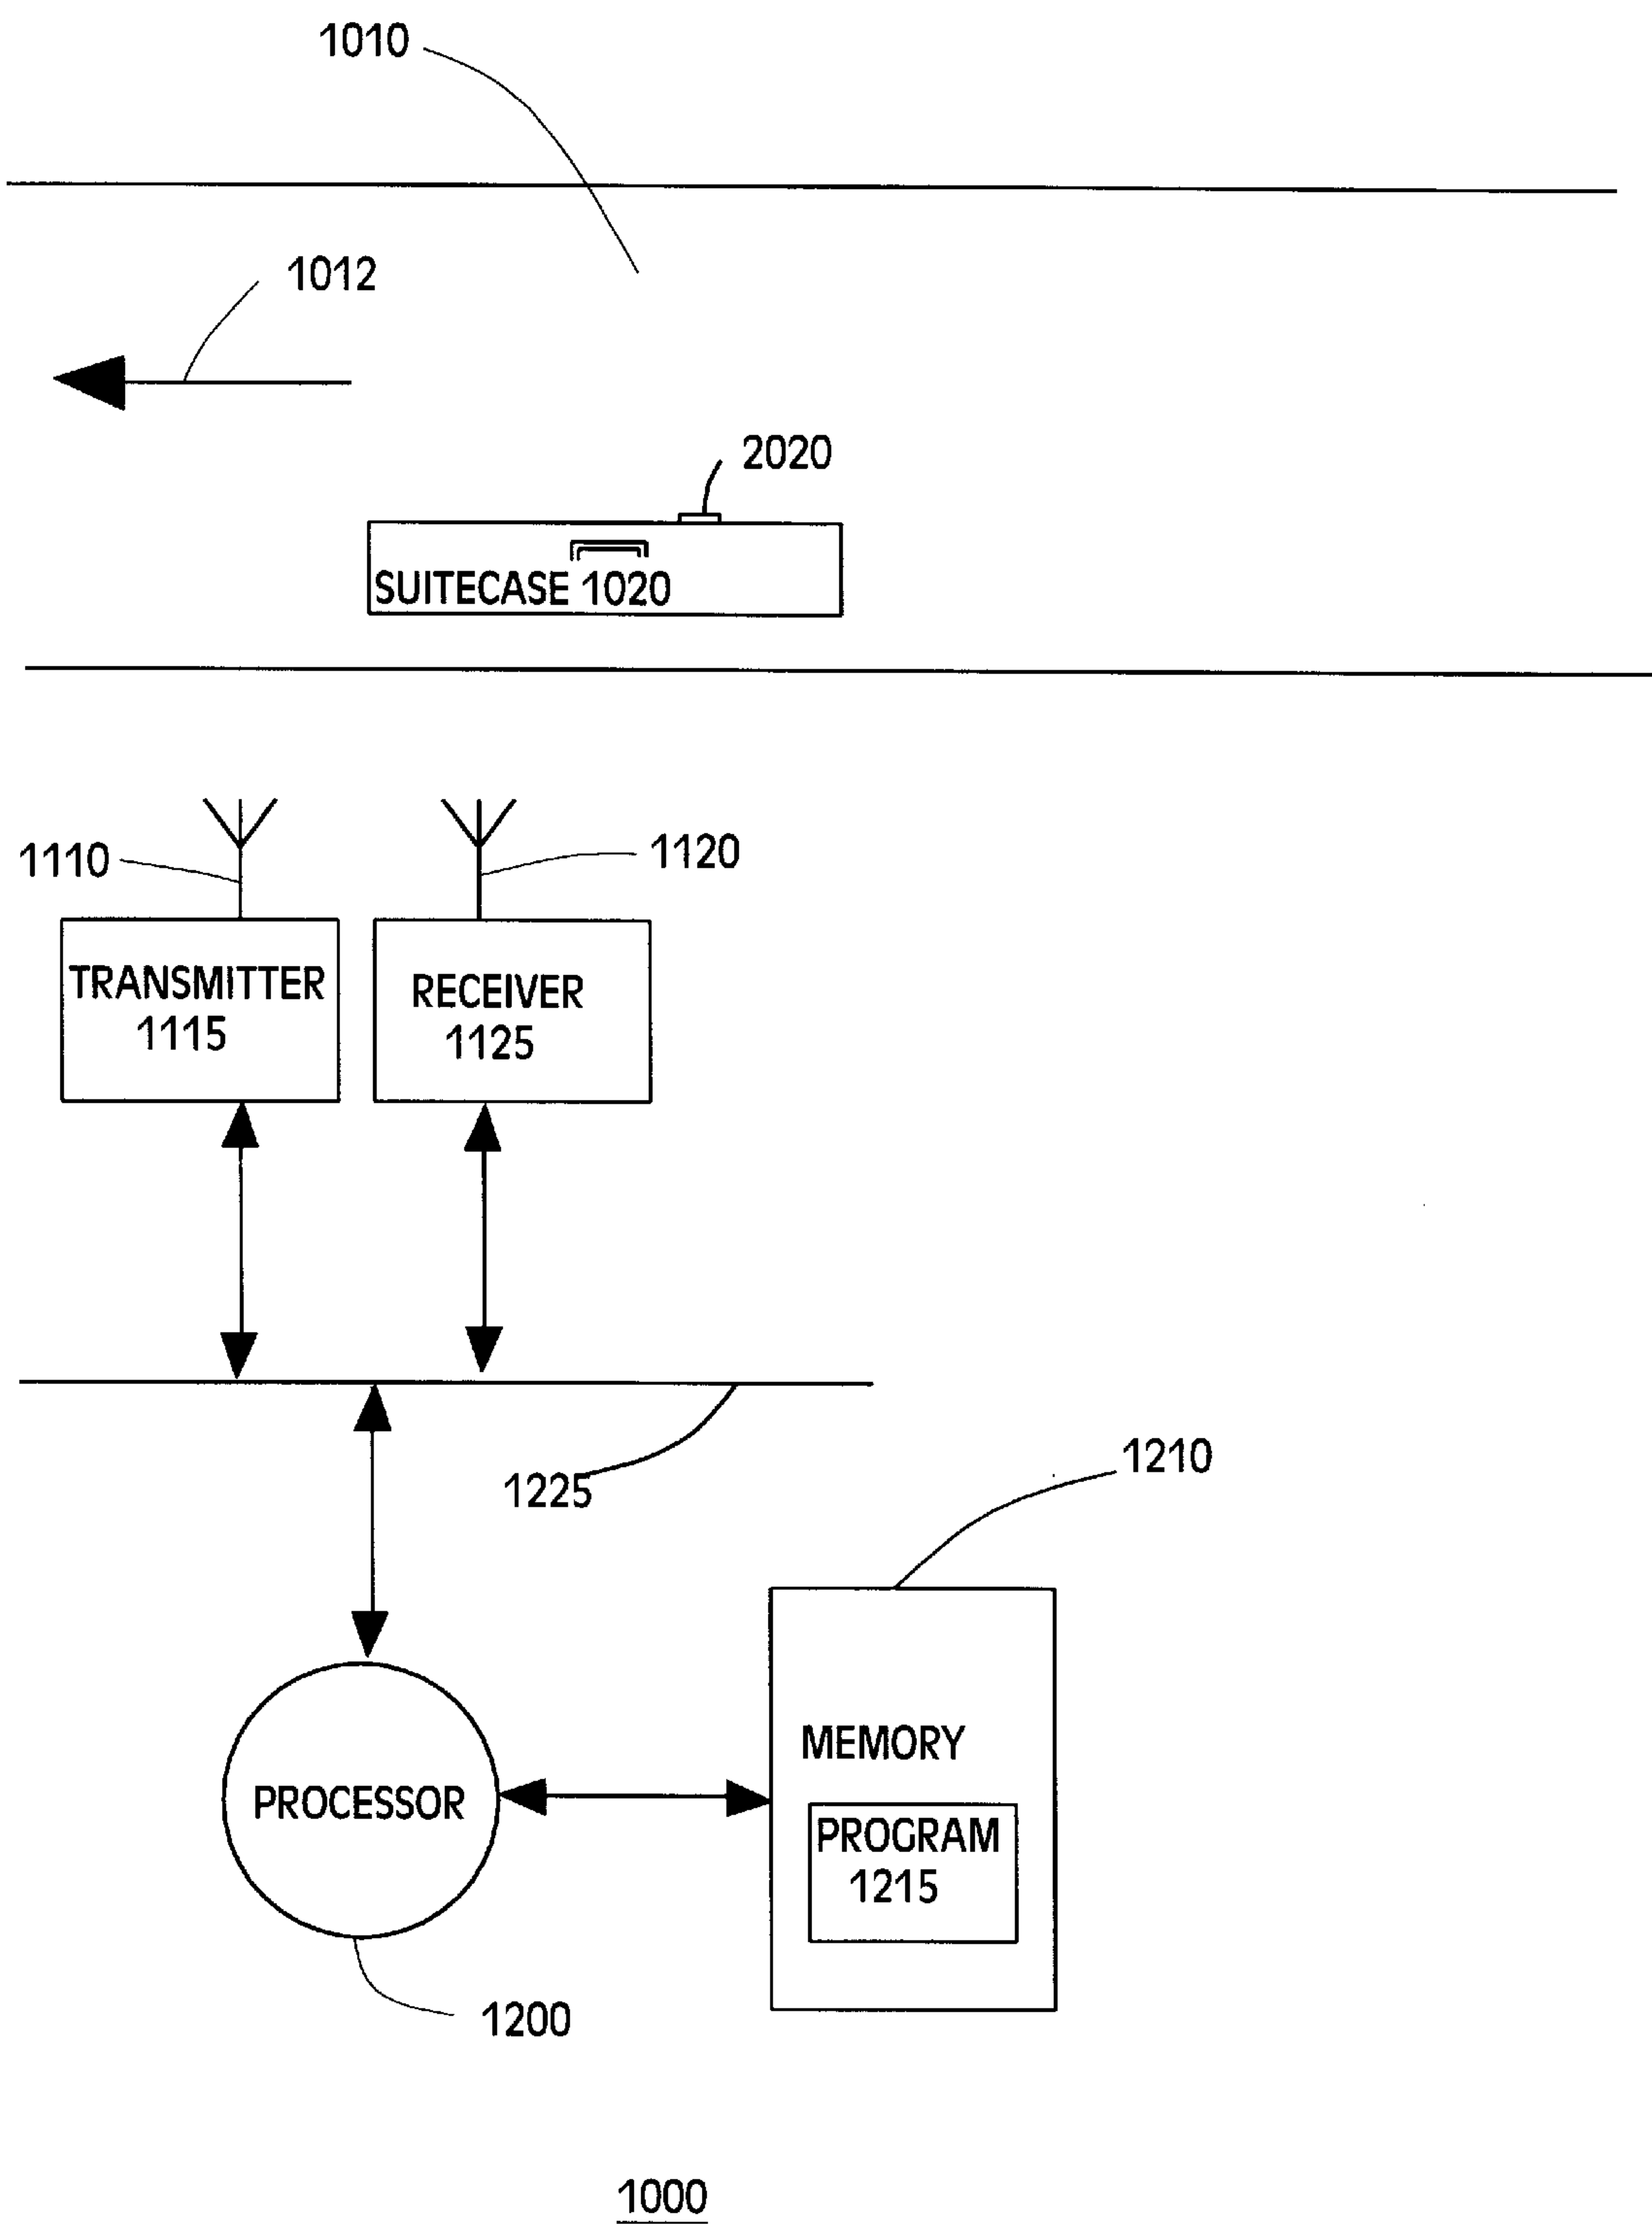 1010
1012
2020
SUITECASE 1020
1110
1120
TRANSMITTER
1115
RECEIVER
1125
1225
1210
MEMORY
PROCESSOR
PROGRAM
1215
1200
1000